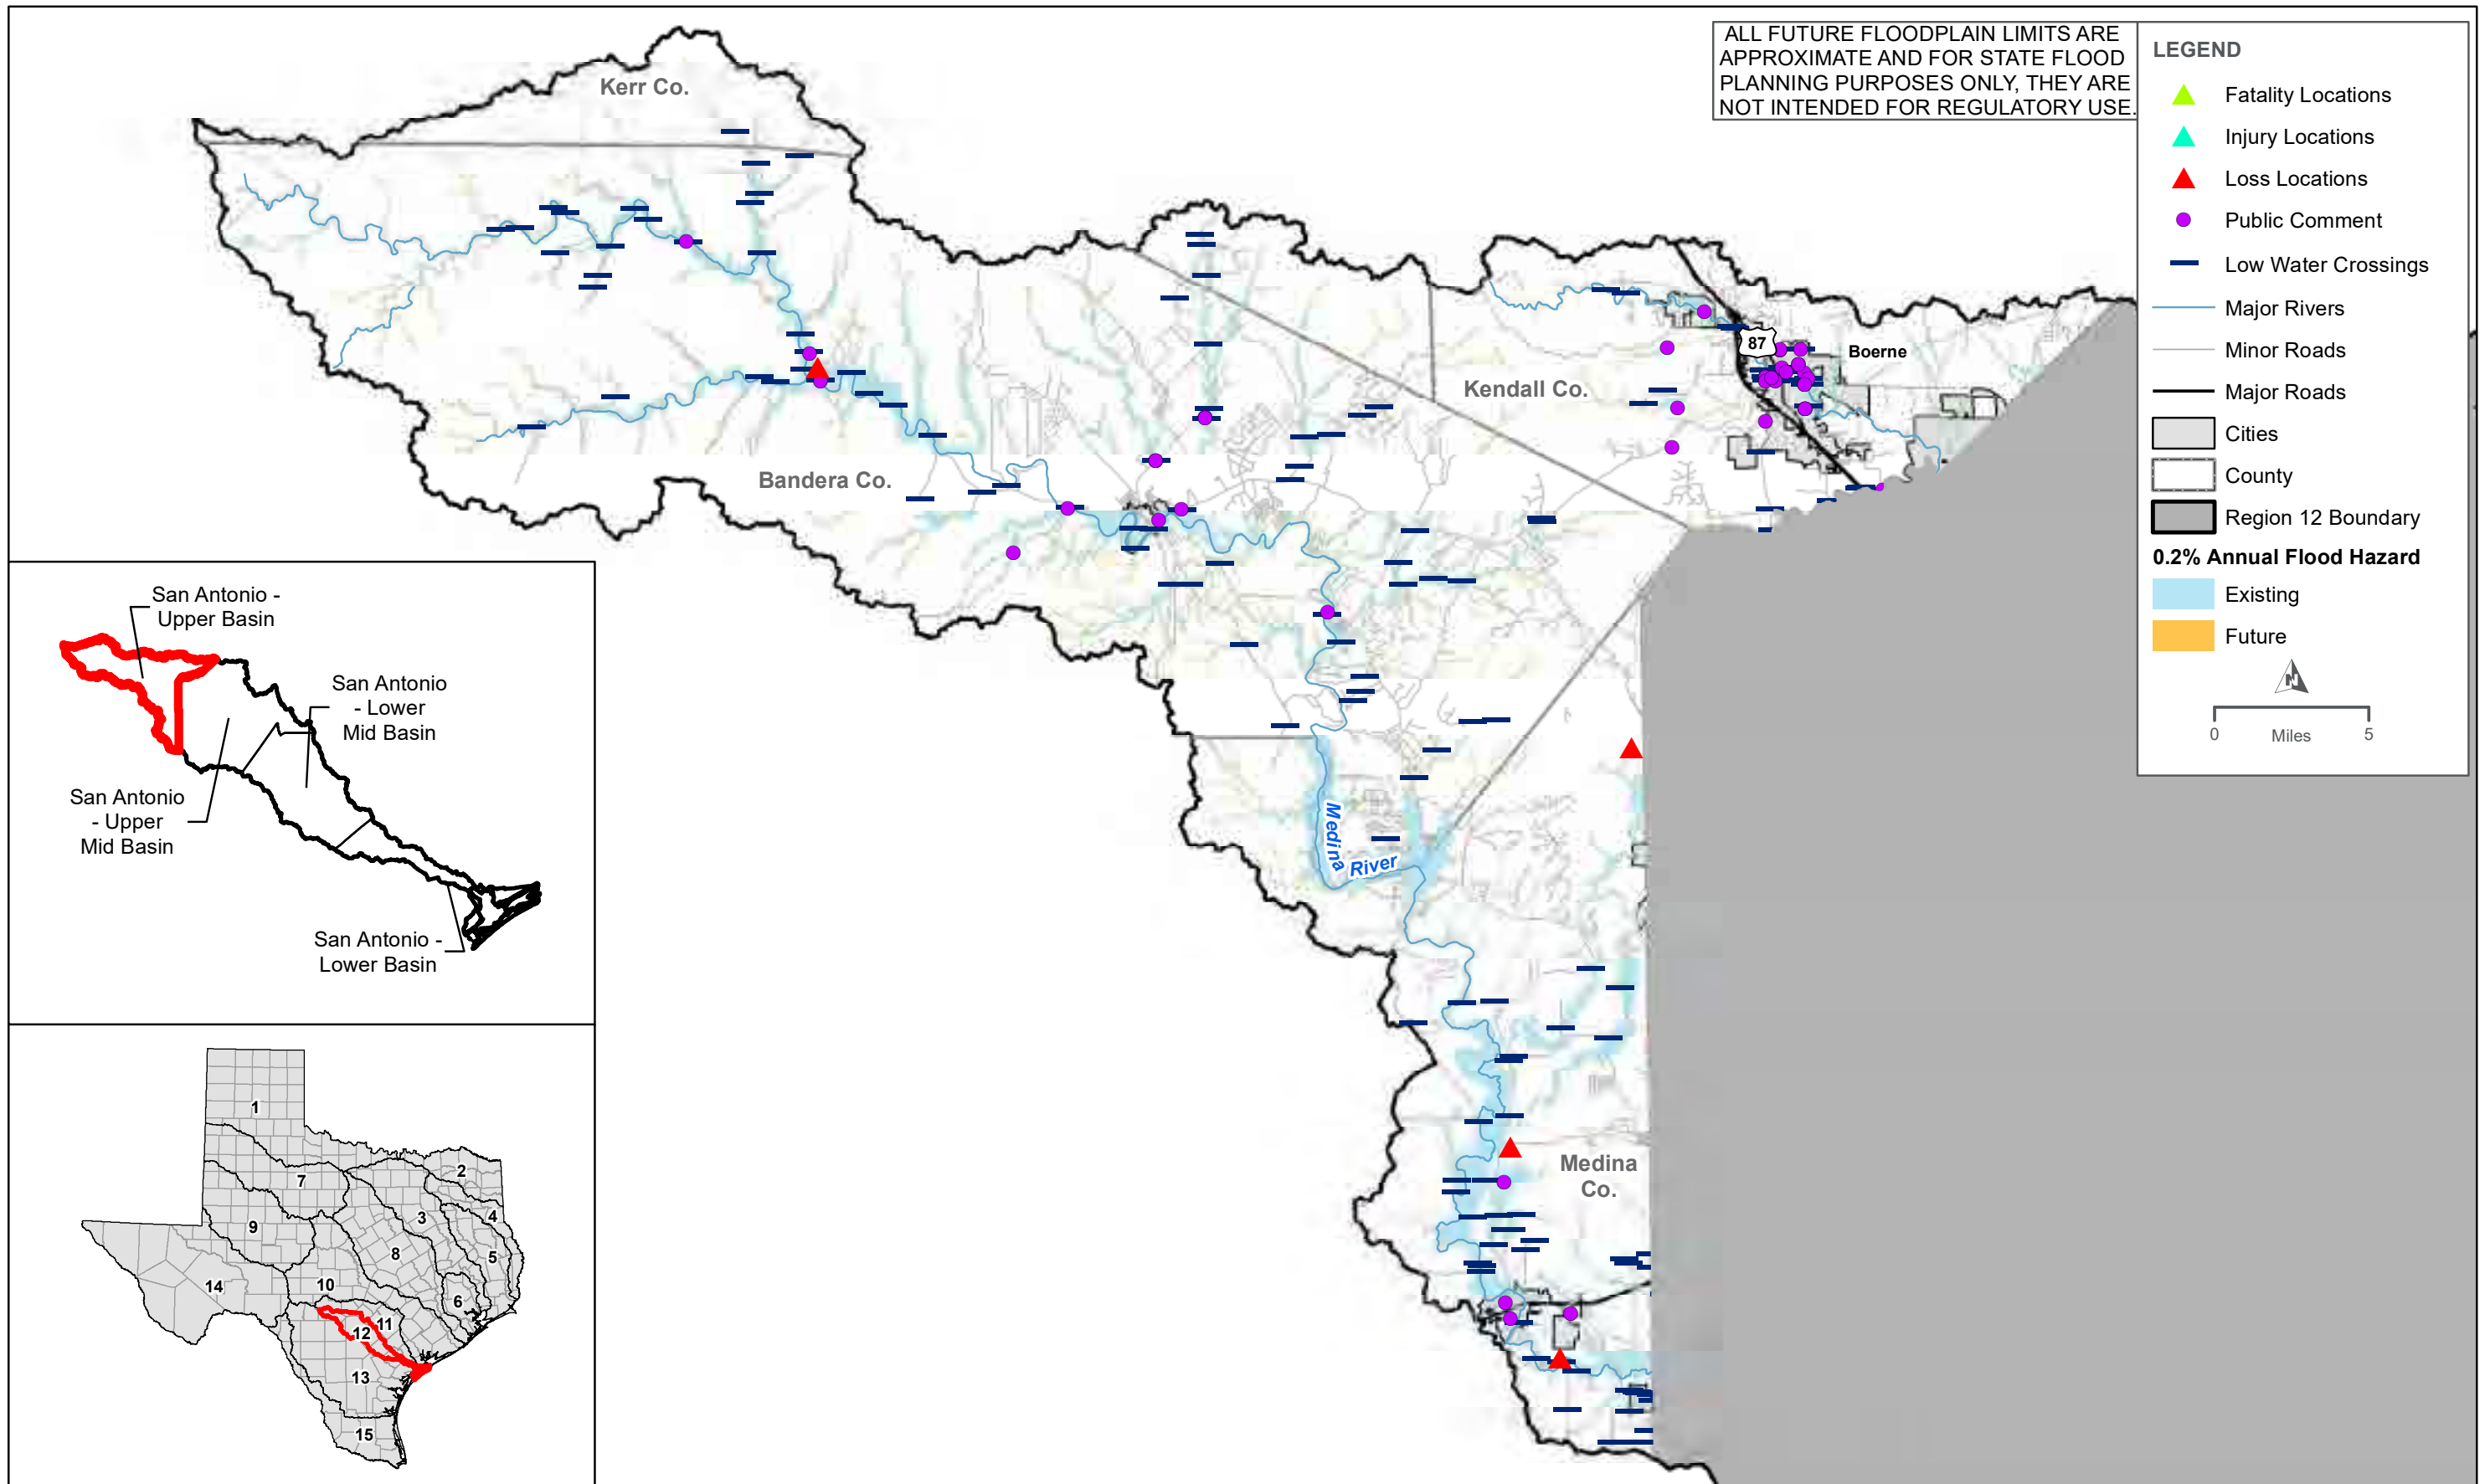 ALL FUTURE FLOODPLAIN LIMITS ARE
APPROXIMATE AND FOR STATE FLOOD
PLANNING PURPOSES ONLY, THEY ARE
NOT INTENDED FOR REGULATORY USE.
LEGEND
Fatality Locations
Injury Locations
Loss Locations
Public Comment
Low Water Crossings
Major Rivers
Minor Roads
Major Roads
Cities
County
Region 12 Boundary
0.2% Annual Flood Hazard
Existing
Future
N
0 Miles 5
Kerr Co.
87
Boerne
Kendall Co.
Bandera Co.
Medina
River
Medina
Co.
San Antonio -
Upper Basin
San Antonio
- Lower
Mid Basin
San Antonio
- Upper
Mid Basin
San Antonio -
Lower Basin
1
2
7
3
4
9
8
5
14
10
6
11
12
13
15